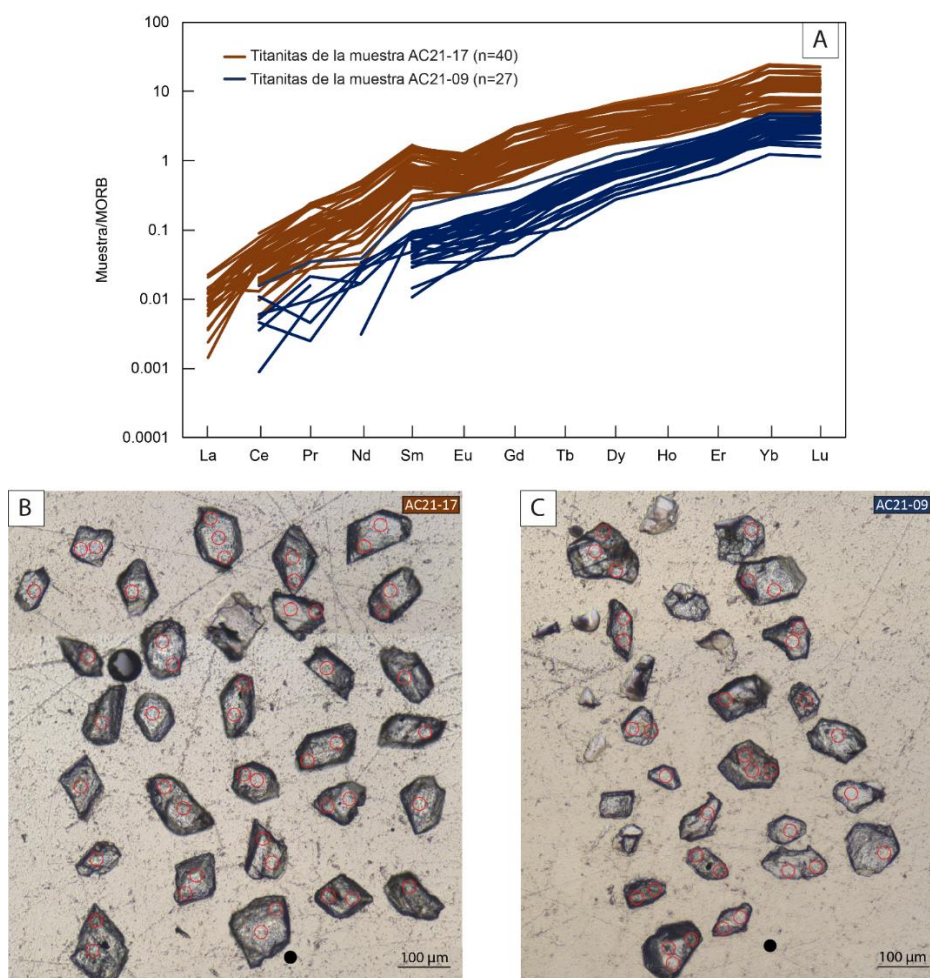 A
Titanitas de la muestra AC21-17 (n=40)
Titanitas de la muestra AC21-09 (n=27)
Muestra/MORB
100
10
1
0.1
0.01
0.001
0.0001
La Ce Pr Nd Sm Eu Gd Tb Dy Ho Er Yb Lu
B
AC21-17
100 µm
C
AC21-09
100 µm